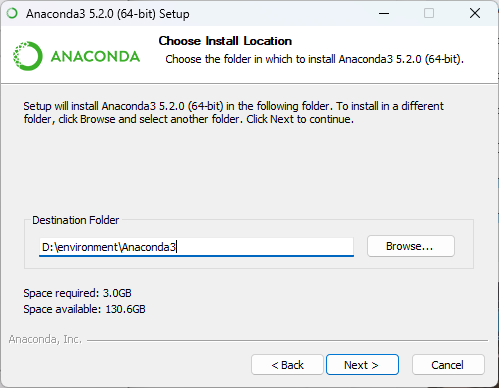 Anaconda3 5.2.0 (64-bit) Setup
ANACONDA
Choose Install Location
Choose the folder in which to install Anaconda3 5.2.0 (64-bit).
Setup will install Anaconda3 5.2.0 (64-bit) in the following folder. To install in a different
folder, click Browse and select another folder. Click Next to continue.
Destination Folder
D:\environment\Anaconda3
Browse...
Space required: 3.0GB
Space available: 130.6GB
Anaconda, Inc.
< Back
Next >
Cancel